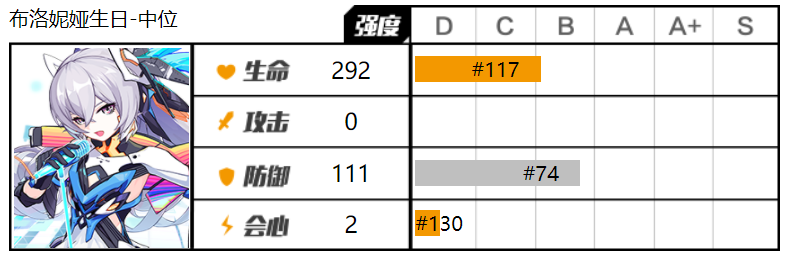 布洛妮娅生日-中位
强度 D C B A A+ S
生命 292 #117
攻击 0
防御 111 #74
会心 2 #130